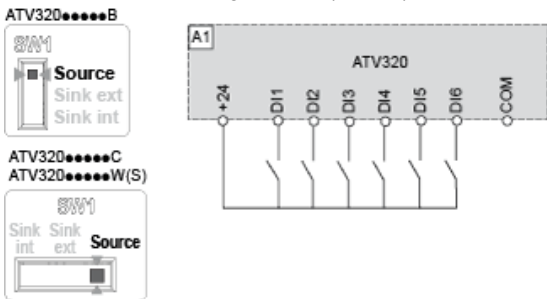 ATV320●●●●●B
SW1
Source
Sink ext
Sink int
ATV320●●●●●C
ATV320●●●●●W(S)
SW1
Sink int
Sink ext
Source
A1
ATV320
+24
DI1
DI2
DI3
DI4
DI5
DI6
COM